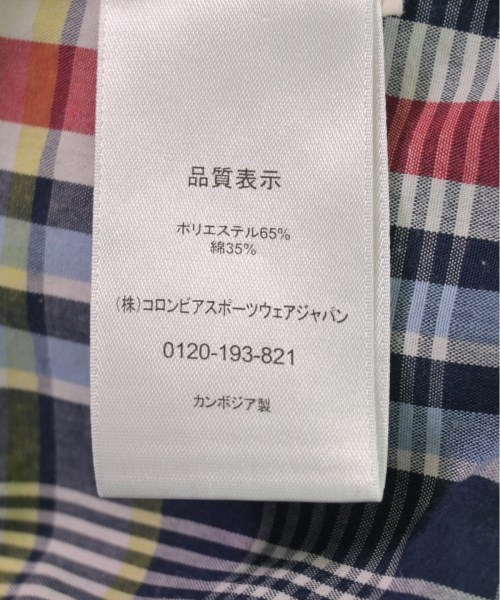 品質表示
ポリエステル65%
綿35%
(株)コロンビアスポーツウェアジャパン
0120-193-821
カンボジア製